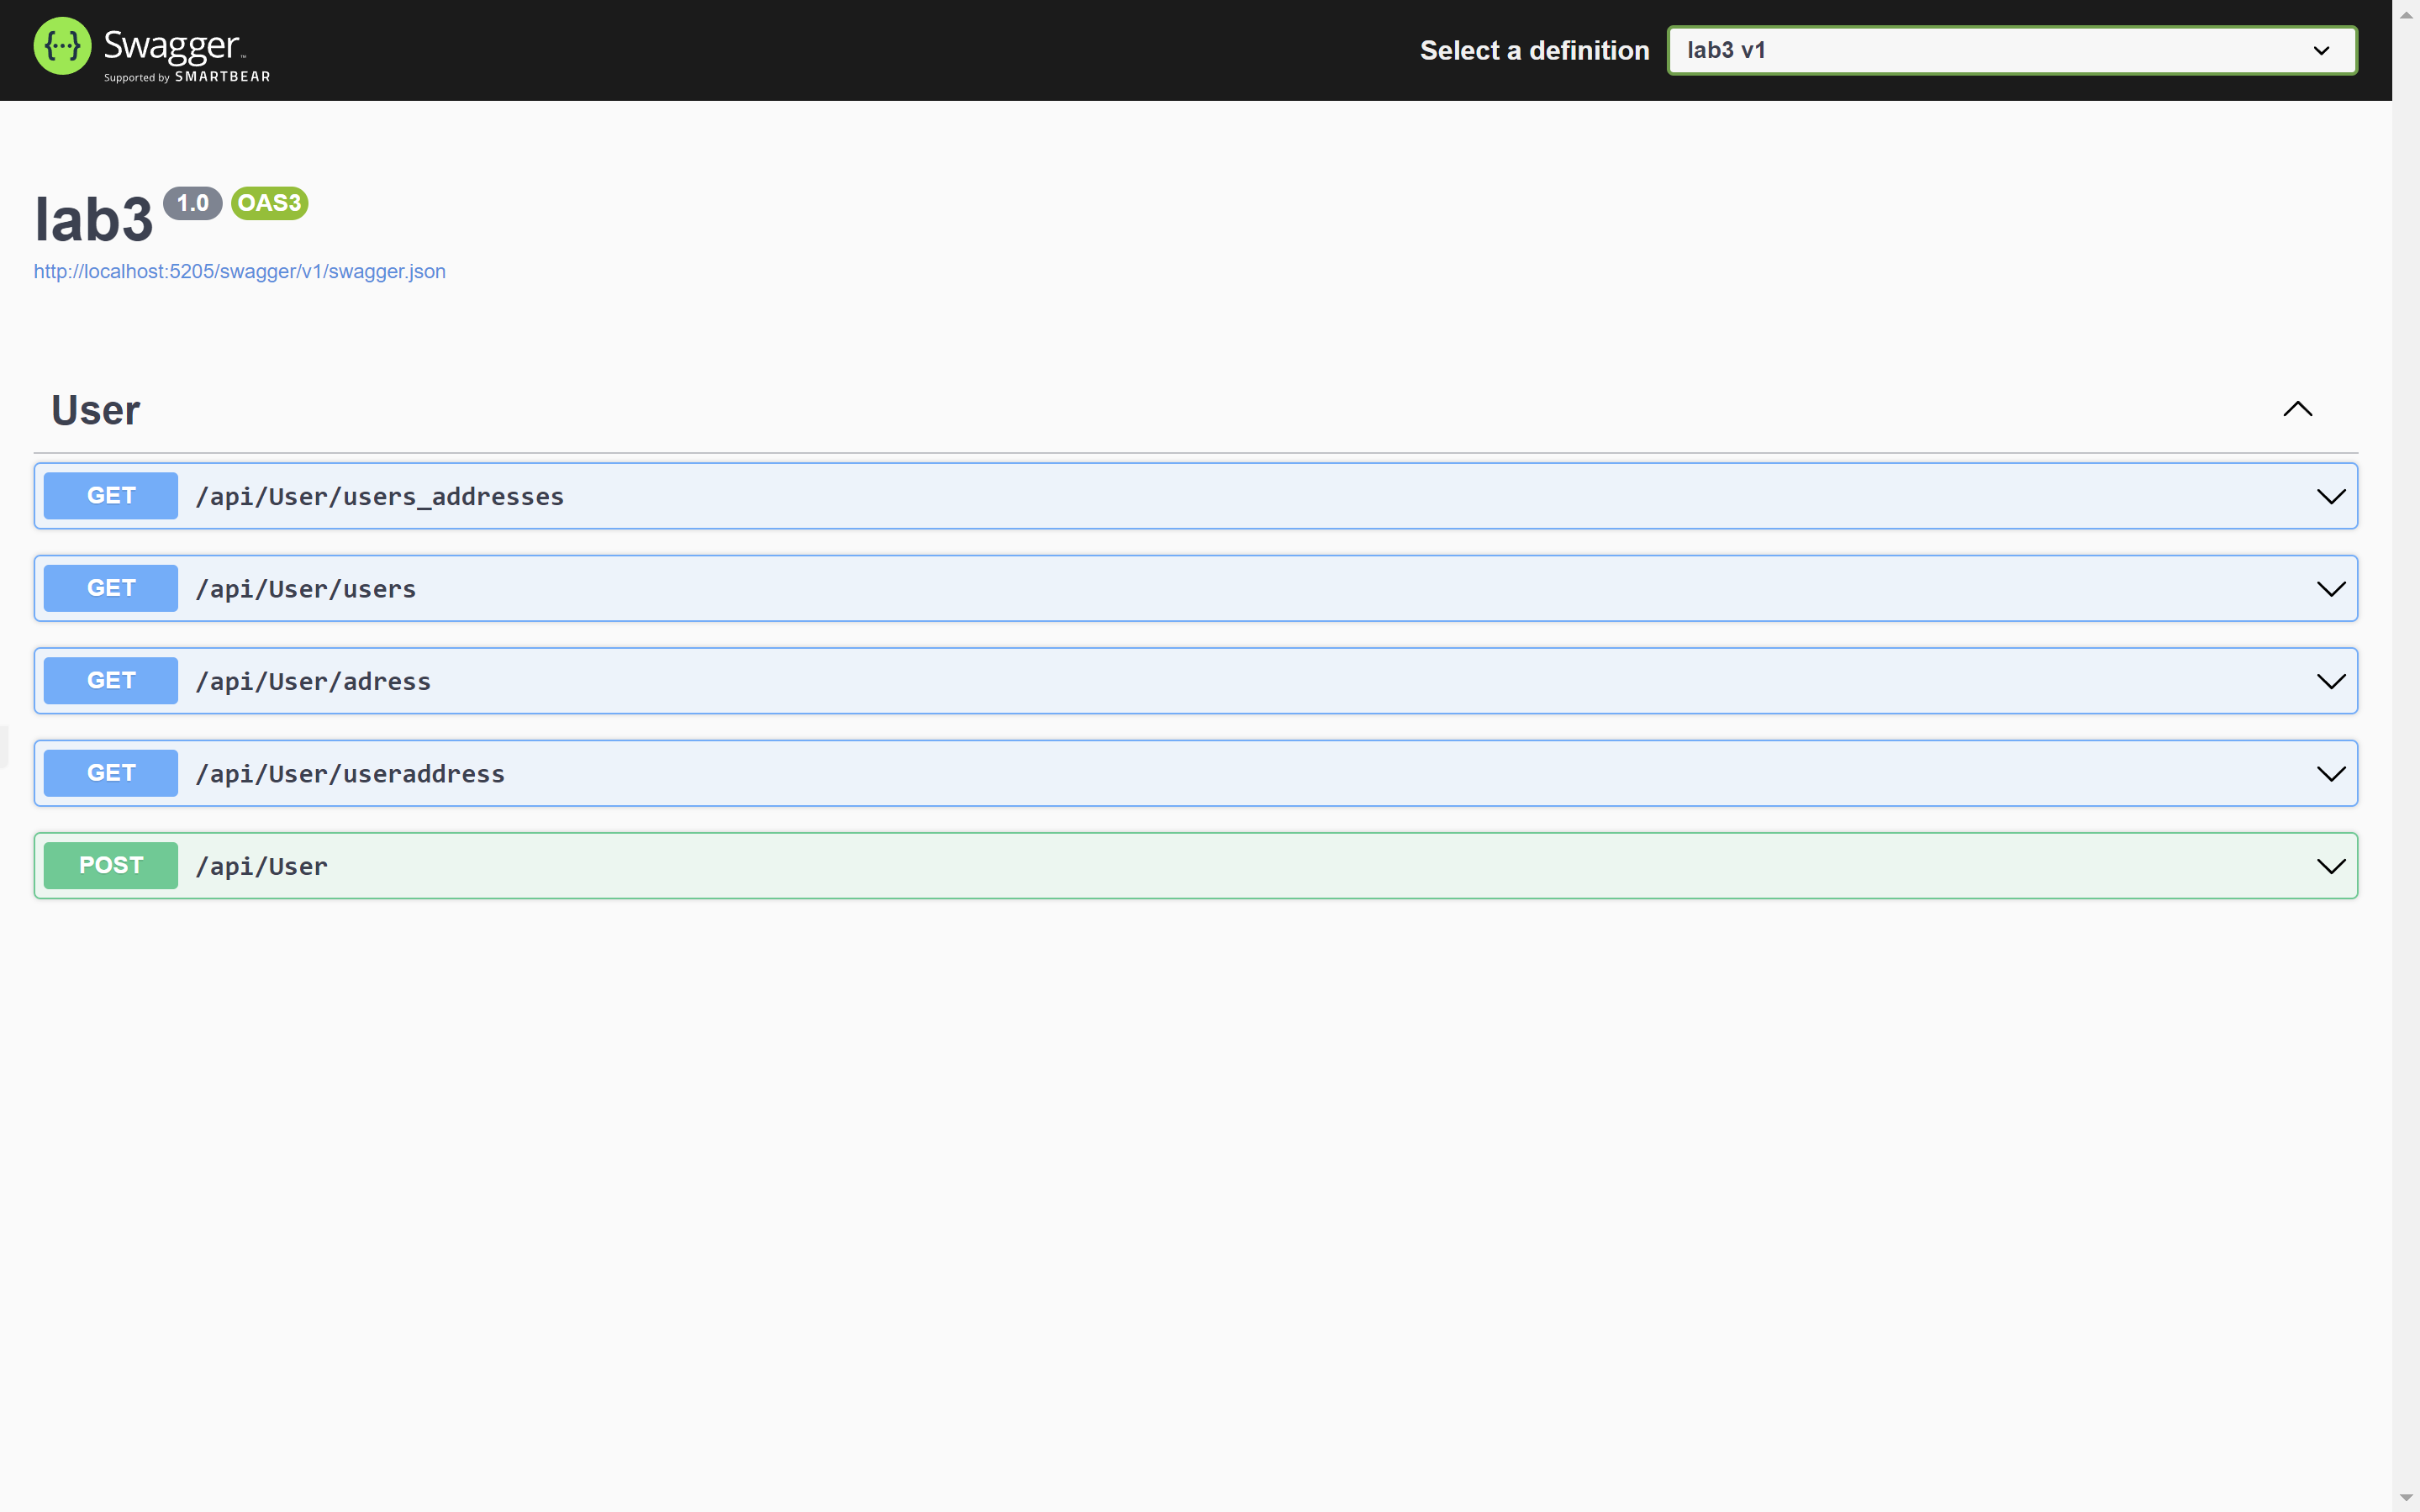 {···} Swagger™
Supported by SMARTBEAR
Select a definition
lab3 v1
lab3 1.0 OAS3
http://localhost:5205/swagger/v1/swagger.json
User
GET /api/User/users_addresses
GET /api/User/users
GET /api/User/adress
GET /api/User/useraddress
POST /api/User